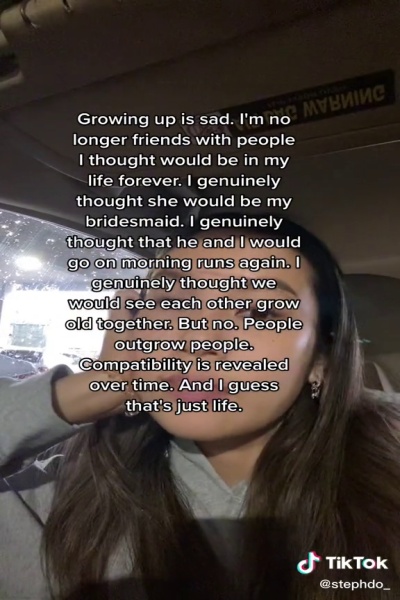 AIRBAG WARNING
Growing up is sad. I'm no
longer friends with people
I thought would be in my
life forever. I genuinely
thought she would be my
bridesmaid. I genuinely
thought that he and I would
go on morning runs again. I
genuinely thought we
would see each other grow
old together. But no. People
outgrow people.
Compatibility is revealed
over time. And I guess
that's just life.
TikTok
@stephdo_